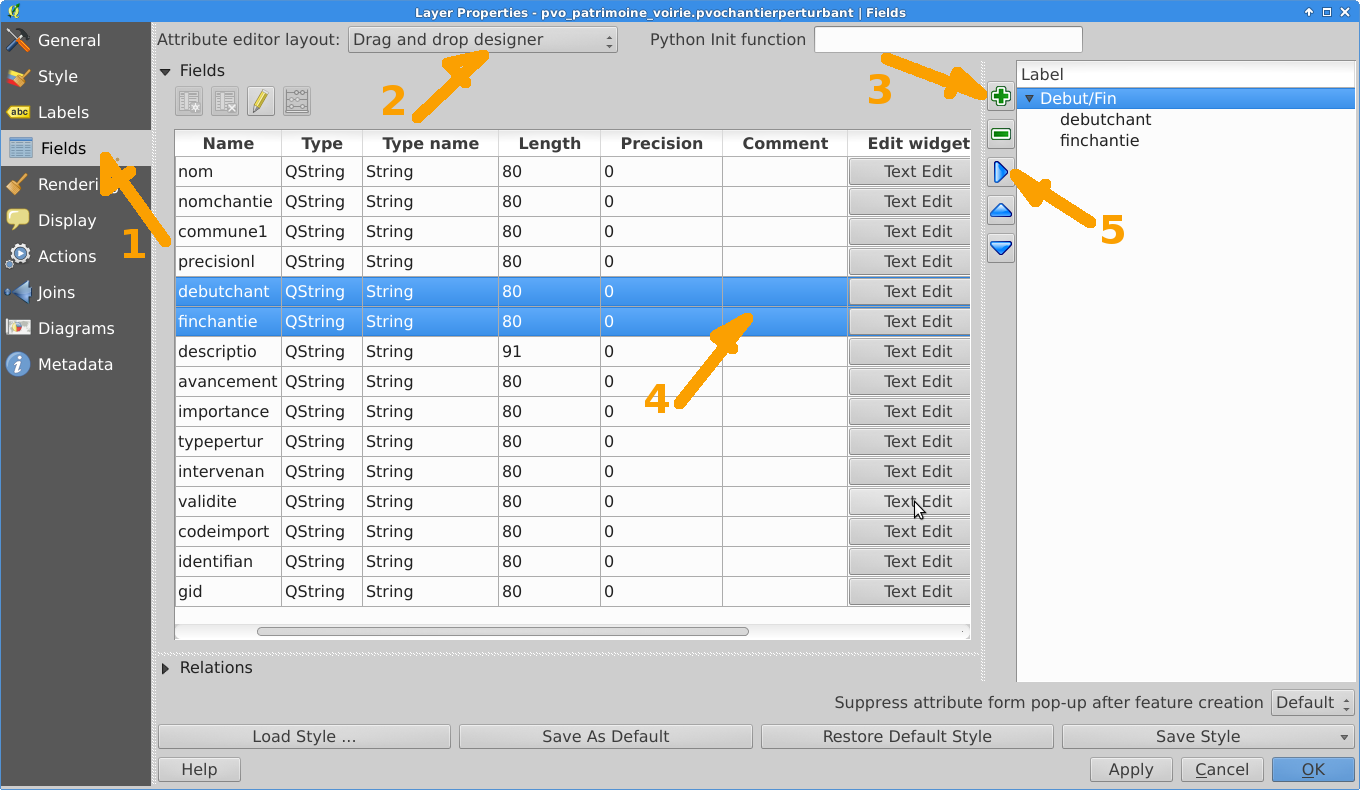 Layer Properties - pvo_patrimoine_voirie.pvochantierperturbant | Fields
General
Style
abc Labels
Fields
Rendering
Display
Actions
Joins
Diagrams
Metadata
1
Attribute editor layout: Drag and drop designer Python Init function
2
3
Fields
Name Type Type name Length Precision Comment Edit widget
nom QString String 80 0 Text Edit
nomchantie QString String 80 0 Text Edit
commune1 QString String 80 0 Text Edit
precisionl QString String 80 0 Text Edit
debutchant QString String 80 0 Text Edit
finchantie QString String 80 0 Text Edit
descriptio QString String 91 0 Text Edit
avancement QString String 80 0 Text Edit
importance QString String 80 0 Text Edit
typepertur QString String 80 0 Text Edit
intervenan QString String 80 0 Text Edit
validite QString String 80 0 Text Edit
codeimport QString String 80 0 Text Edit
identifian QString String 80 0 Text Edit
gid QString String 80 0 Text Edit
4
5
Label
Debut/Fin
debutchant
finchantie
Relations
Suppress attribute form pop-up after feature creation Default
Load Style ... Save As Default Restore Default Style Save Style
Help Apply Cancel OK